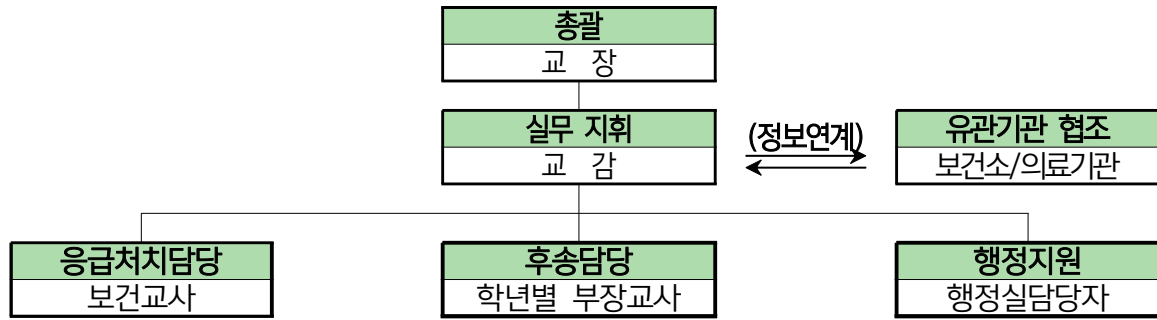 총괄
교 장
실무 지휘
교 감
(정보연계)
유관기관 협조
보건소/의료기관
응급처치담당
보건교사
후송담당
학년별 부장교사
행정지원
행정실담당자